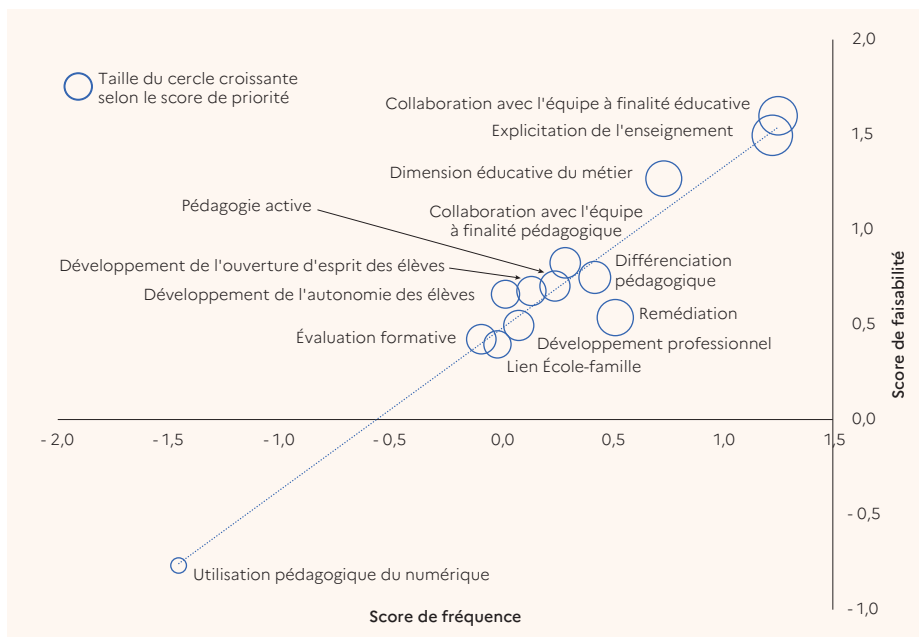 2,0
Taille du cercle croissante
selon le score de priorité
Collaboration avec l'équipe à finalité éducative
Explicitation de l'enseignement
1,5
Dimension éducative du métier
Pédagogie active
Collaboration avec l'équipe
à finalité pédagogique
1,0
Développement de l'ouverture d'esprit des élèves
Différenciation
pédagogique
Développement de l'autonomie des élèves
Remédiation
0,5
Évaluation formative
Développement professionnel
Lien École-famille
Score de faisabilité
0,0
- 2,0
- 1,5
- 1,0
- 0,5
0,0
0,5
1,0
1,5
- 0,5
Utilisation pédagogique du numérique
- 1,0
Score de fréquence